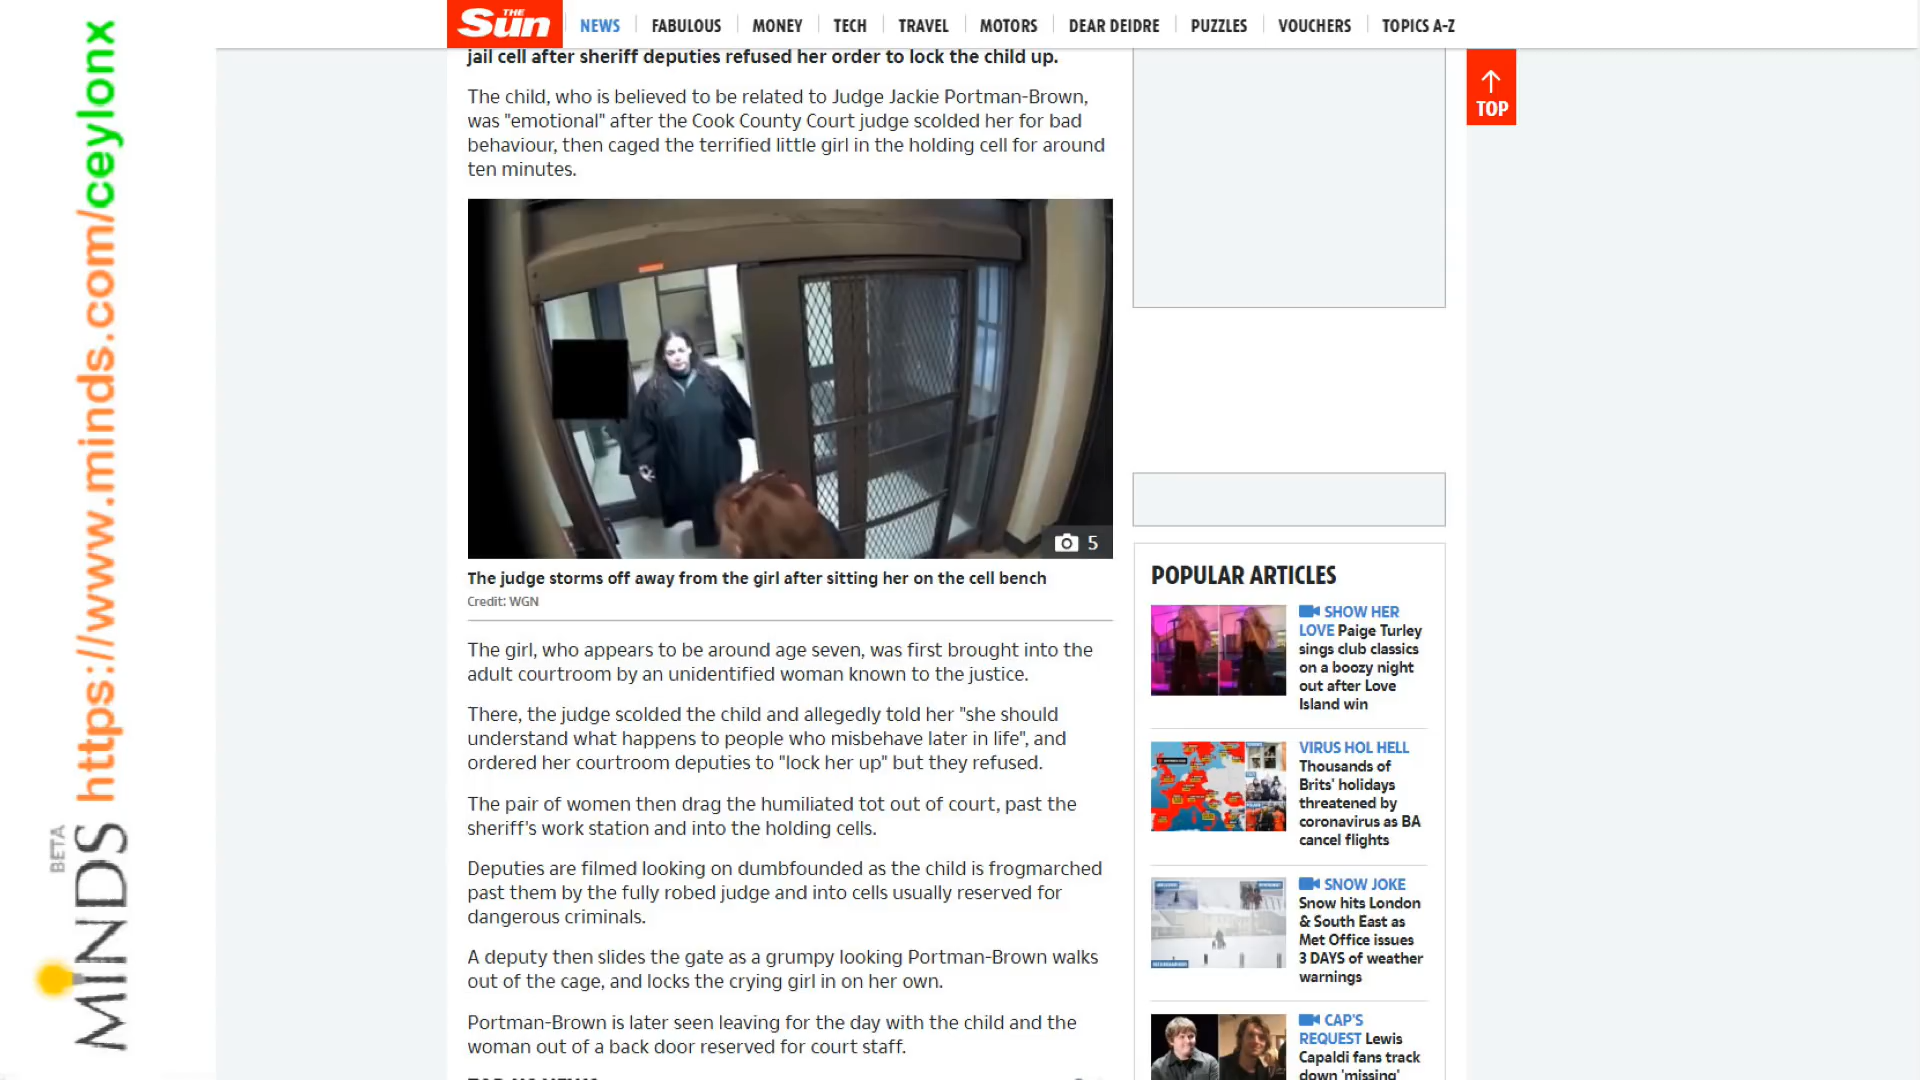 THE
Sun
NEWS
FABULOUS
MONEY
TECH
TRAVEL
MOTORS
DEAR DEIDRE
PUZZLES
VOUCHERS
TOPICS A-Z
TOP
BETA
MINDS https://www.minds.com/ceylonx
jail cell after sheriff deputies refused her order to lock the child up.
The child, who is believed to be related to Judge Jackie Portman-Brown,
was "emotional" after the Cook County Court judge scolded her for bad
behaviour, then caged the terrified little girl in the holding cell for around
ten minutes.
5
The judge storms off away from the girl after sitting her on the cell bench
Credit: WGN
The girl, who appears to be around age seven, was first brought into the
adult courtroom by an unidentified woman known to the justice.
There, the judge scolded the child and allegedly told her "she should
understand what happens to people who misbehave later in life", and
ordered her courtroom deputies to "lock her up" but they refused.
The pair of women then drag the humiliated tot out of court, past the
sheriff's work station and into the holding cells.
Deputies are filmed looking on dumbfounded as the child is frogmarched
past them by the fully robed judge and into cells usually reserved for
dangerous criminals.
A deputy then slides the gate as a grumpy looking Portman-Brown walks
out of the cage, and locks the crying girl in on her own.
Portman-Brown is later seen leaving for the day with the child and the
woman out of a back door reserved for court staff.
POPULAR ARTICLES
SHOW HER
LOVE Paige Turley
sings club classics
on a boozy night
out after Love
Island win
VIRUS HOL HELL
Thousands of
Brits' holidays
threatened by
coronavirus as BA
cancel flights
SNOW JOKE
Snow hits London
& South East as
Met Office issues
3 DAYS of weather
warnings
CAP'S
REQUEST Lewis
Capaldi fans track
down 'missing'